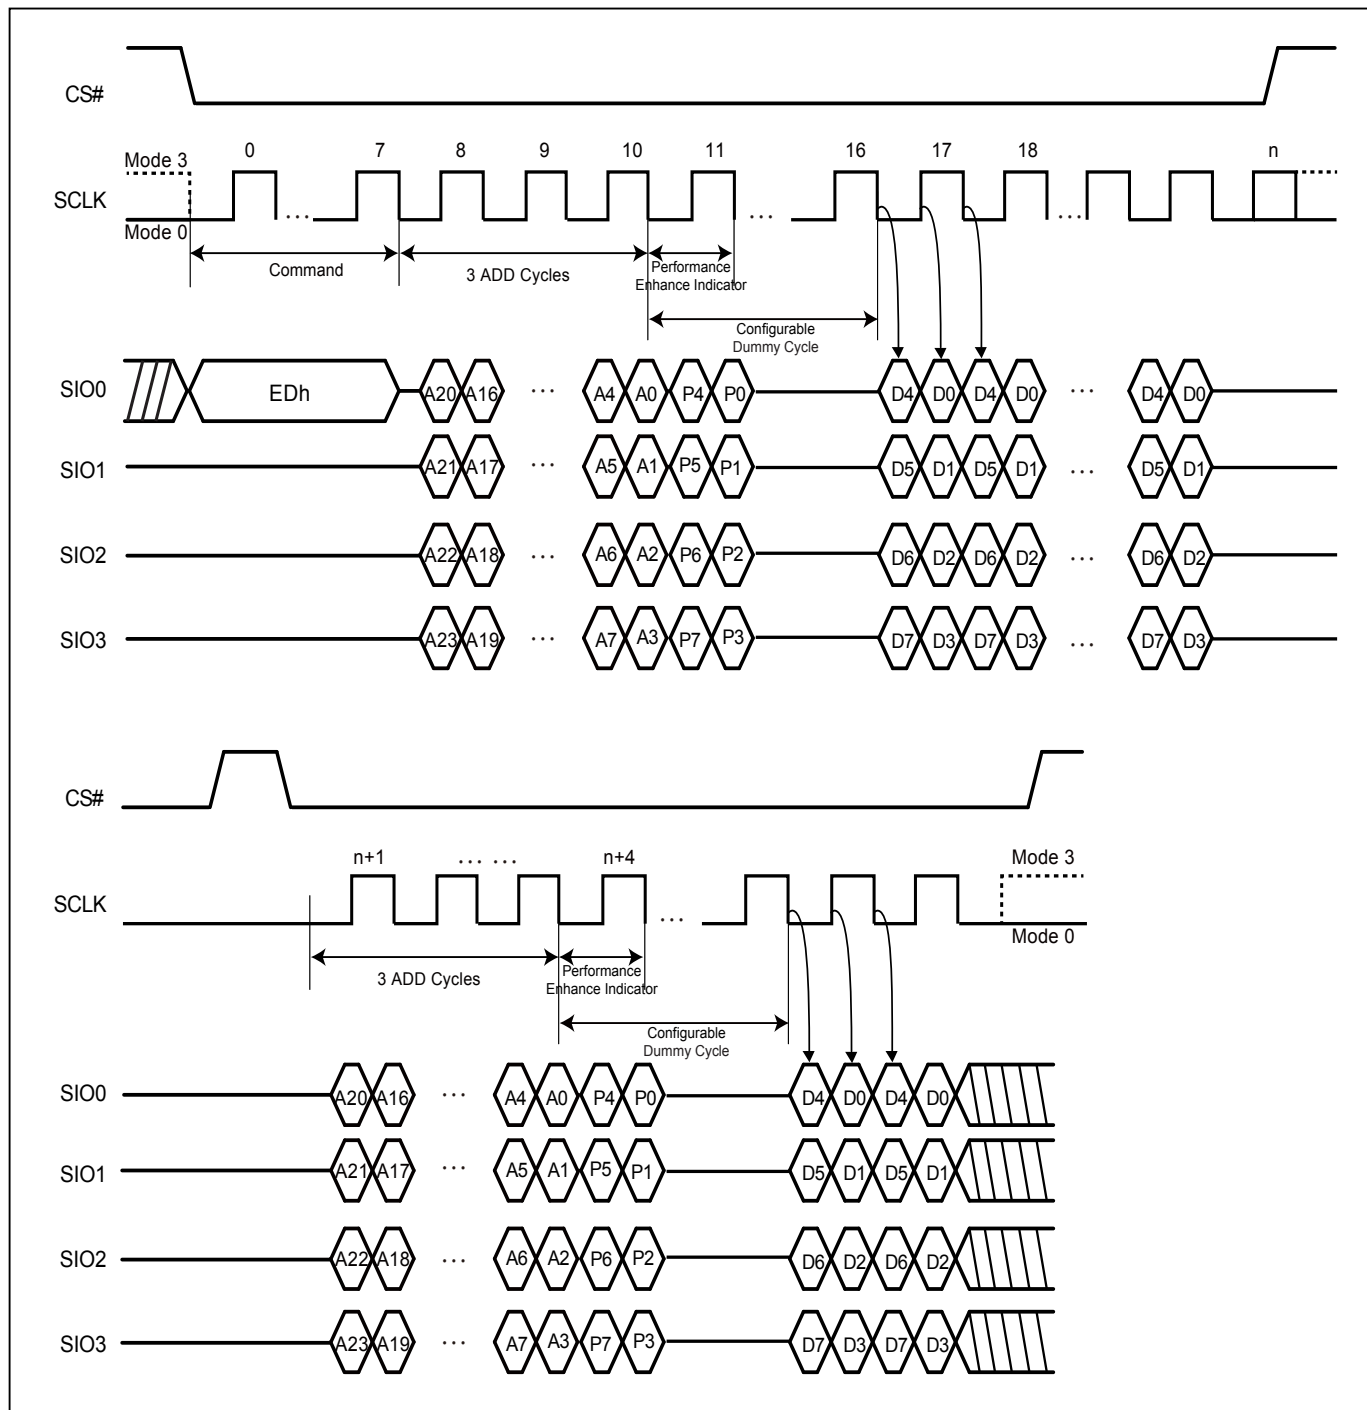 CS#
Mode 3
0 7 8 9 10 11 16 17 18 n
SCLK
...
...
...
Mode 0
Command
3 ADD Cycles
Performance
Enhance Indicator
Configurable
Dummy Cycle
SIO0 EDh A20 A16 ... A4 A0 P4 P0 D4 D0 D4 D0 ... D4 D0
SIO1 A21 A17 ... A5 A1 P5 P1 D5 D1 D5 D1 ... D5 D1
SIO2 A22 A18 ... A6 A2 P6 P2 D6 D2 D6 D2 ... D6 D2
SIO3 A23 A19 ... A7 A3 P7 P3 D7 D3 D7 D3 ... D7 D3
CS#
n+1 ... ... n+4 Mode 3
SCLK
...
Mode 0
3 ADD Cycles
Performance
Enhance Indicator
Configurable
Dummy Cycle
SIO0 A20 A16 ... A4 A0 P4 P0 D4 D0 D4 D0
SIO1 A21 A17 ... A5 A1 P5 P1 D5 D1 D5 D1
SIO2 A22 A18 ... A6 A2 P6 P2 D6 D2 D6 D2
SIO3 A23 A19 ... A7 A3 P7 P3 D7 D3 D7 D3